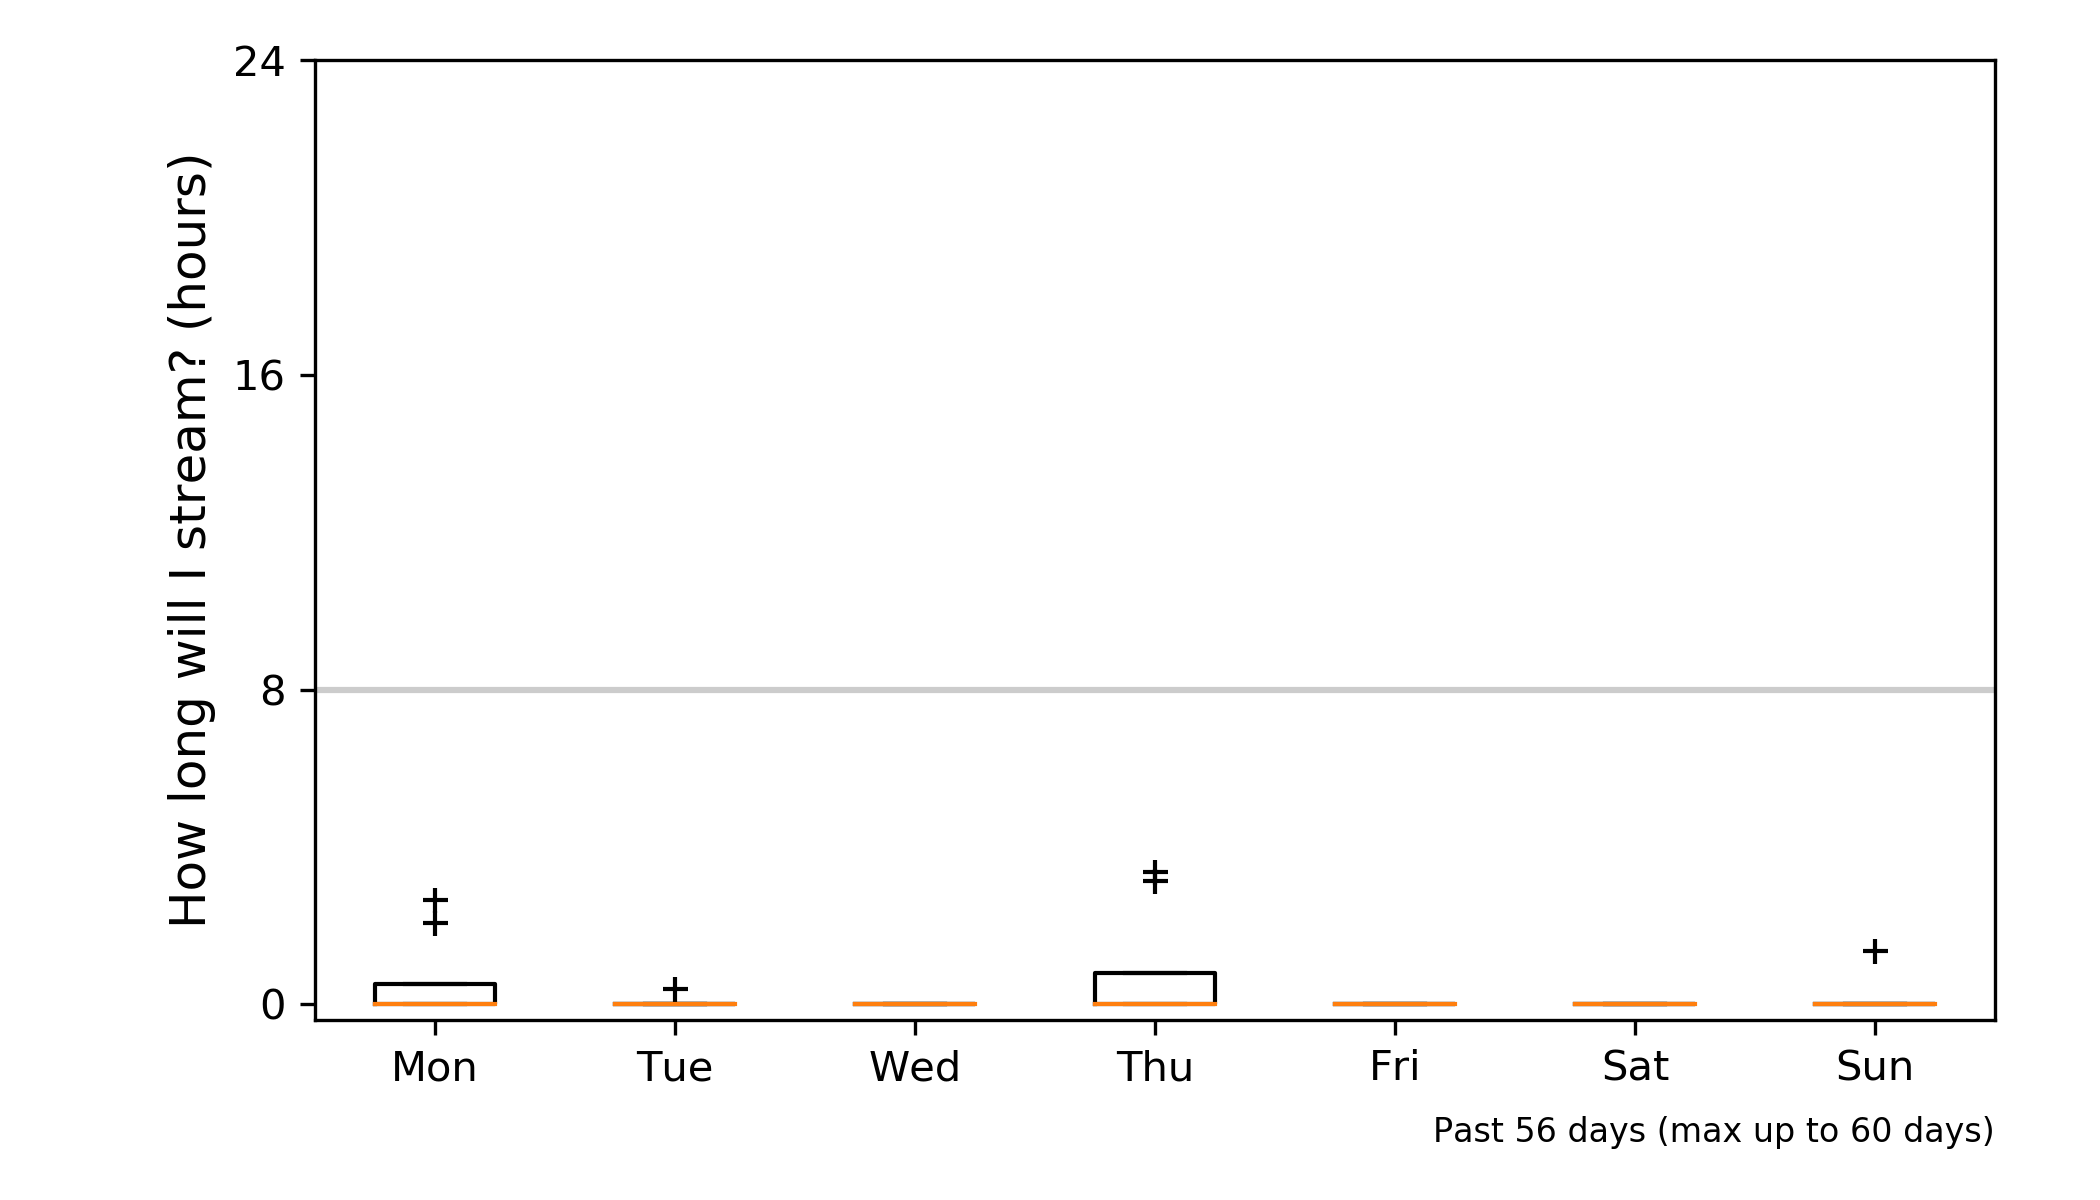 How long will I stream? (hours)
24
16
8
0
Mon Tue Wed Thu Fri Sat Sun
Past 56 days (max up to 60 days)